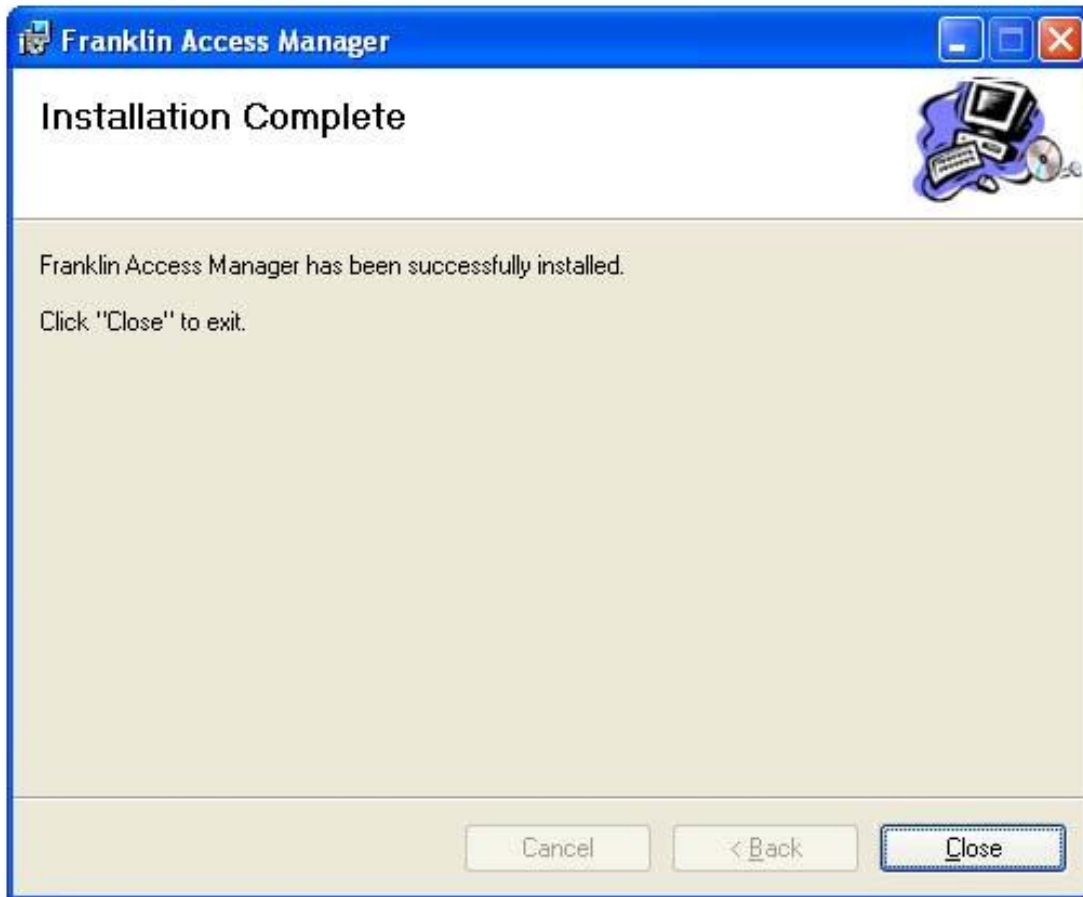 Franklin Access Manager
Installation Complete
Franklin Access Manager has been successfully installed.
Click "Close" to exit.
Cancel
< Back
Close